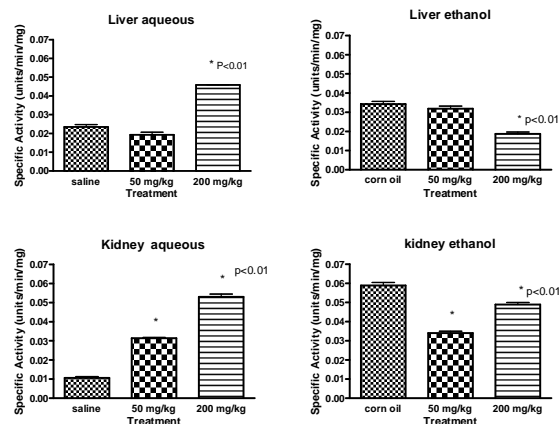 Liver aqueous
Specific Activity (units/min/mg)
0.07
0.06
0.05
0.04
0.03
0.02
0.01
0.00
* P<0.01
saline
50 mg/kg
200 mg/kg
Treatment
Liver ethanol
Specific Activity (units/min/mg)
0.07
0.06
0.05
0.04
0.03
0.02
0.01
0.00
* p<0.01
corn oil
50 mg/kg
200 mg/kg
Treatment
Kidney aqueous
Specific Activity (units/min/mg)
0.07
0.06
0.05
0.04
0.03
0.02
0.01
0.00
*
* p<0.01
saline
50 mg/kg
200 mg/kg
Treatment
kidney ethanol
Specific Activity (units/min/mg)
0.07
0.06
0.05
0.04
0.03
0.02
0.01
0.00
*
* p<0.01
corn oil
50 mg/kg
200 mg/kg
Treatment